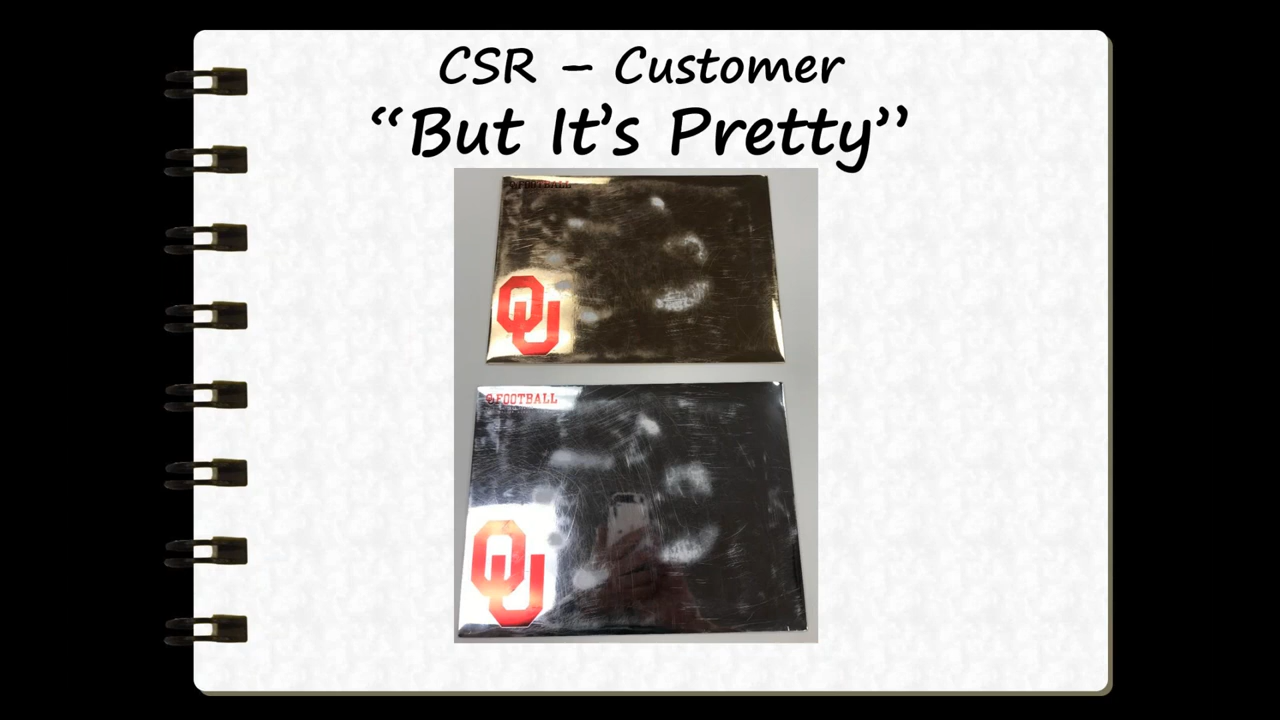 CSR – Customer
“But It’s Pretty”
FOOTBALL
OU
FOOTBALL
OU